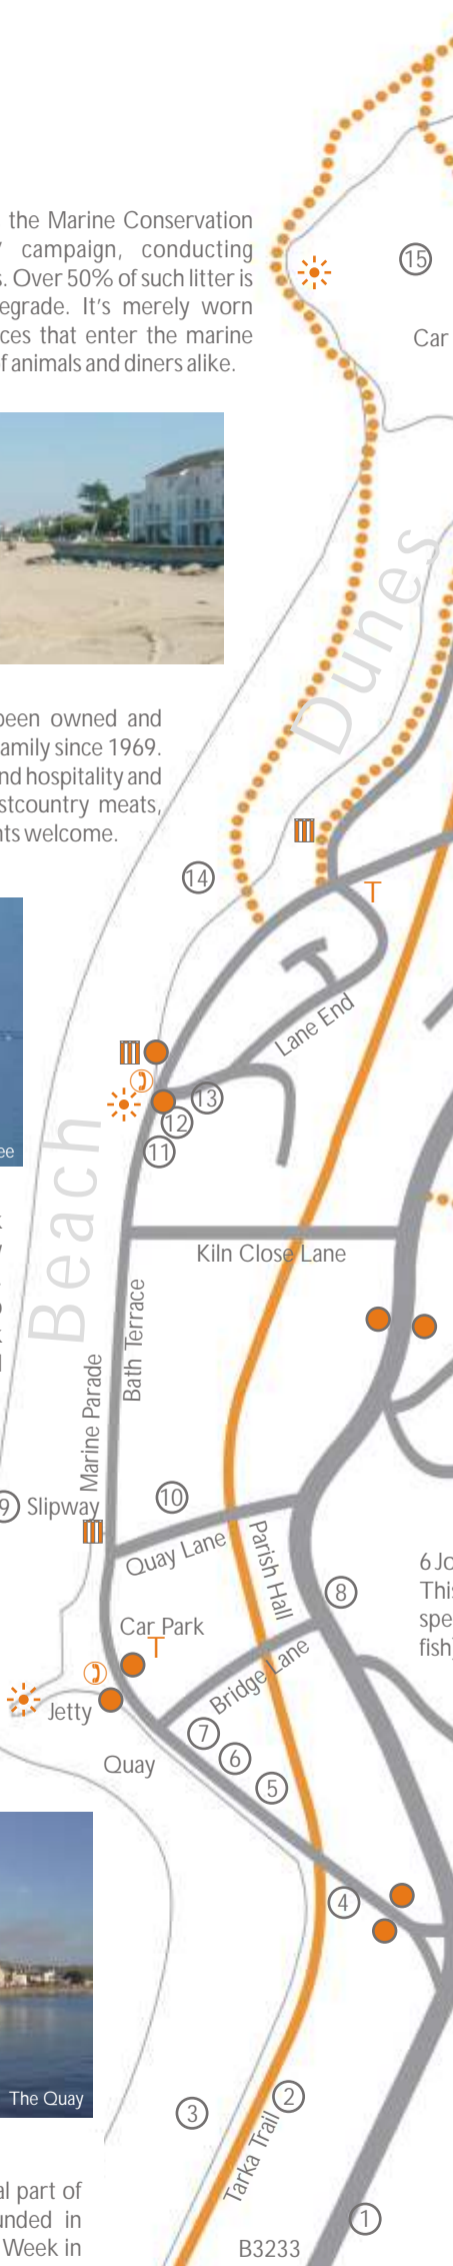 the Marine Conservation
campaign, conducting
s. Over 50% of such litter is
egrade. It's merely worn
ces that enter the marine
f animals and diners alike.
15
Car
Dunes
been owned and
amily since 1969.
nd hospitality and
stcountry meats,
nts welcome.
14
T
Lane End
13
12
11
ee
Beach
Kiln Close Lane
Bath Terrace
Marine Parade
9 Slipway
10
Quay Lane
Parish Hall
8
6 Jo
This
spe
fish)
Car Park
T
Bridge Lane
Jetty
7
6
5
Quay
4
The Quay
3
2
Tarka Trail
1
B3233
al part of
unded in
Week in